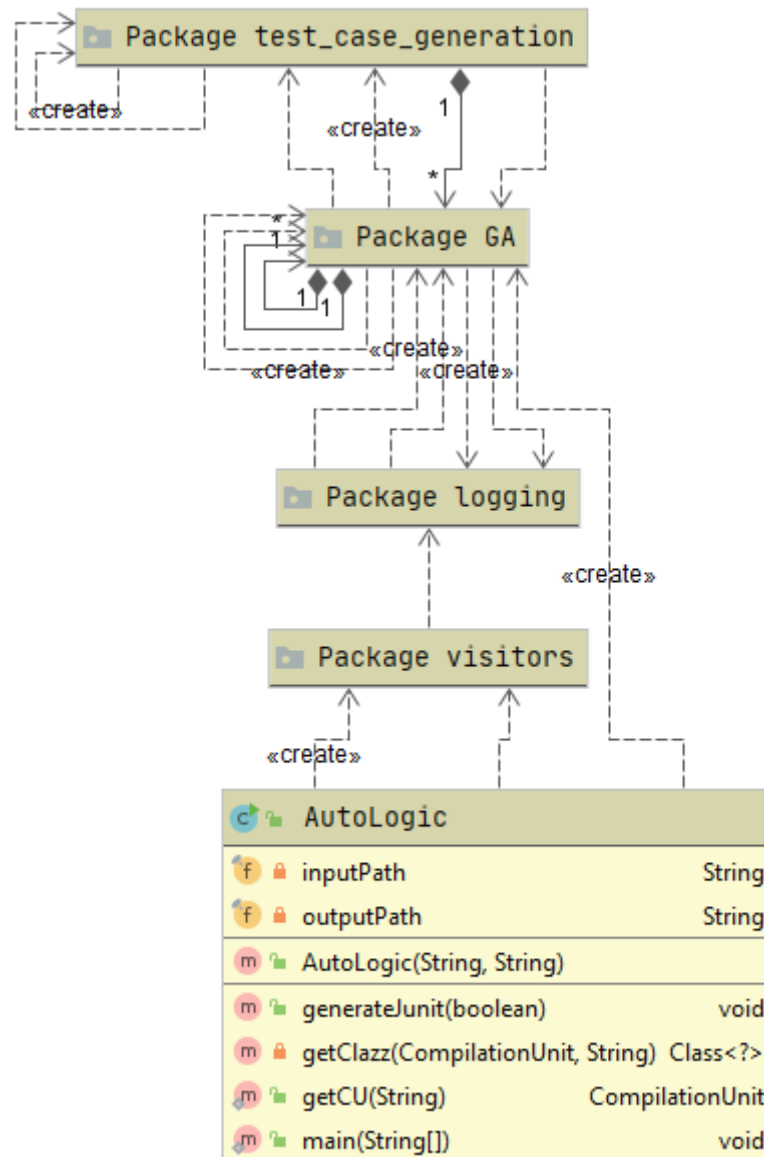 Package test_case_generation
«create»
1
«create»
*
Package GA
*
1
1
1
«create»
«create»
«create»
Package logging
«create»
Package visitors
«create»
AutoLogic
inputPath String
outputPath String
AutoLogic(String, String)
generateJunit(boolean) void
getClazz(CompilationUnit, String) Class<?>
getCU(String) CompilationUnit
main(String[]) void